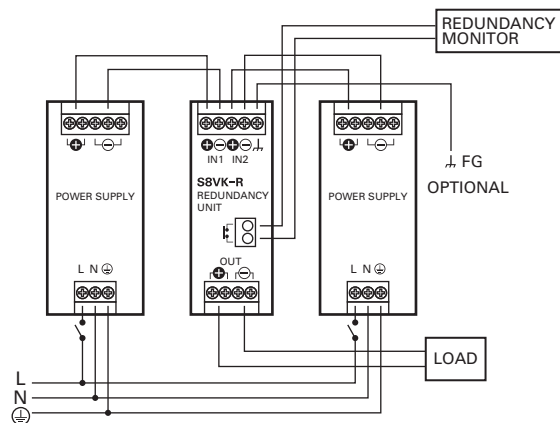 REDUNDANCY
MONITOR
IN1 IN2
FG
OPTIONAL
POWER SUPPLY
S8VK-R
REDUNDANCY
UNIT
POWER SUPPLY
L N
OUT
L N
LOAD
L
N